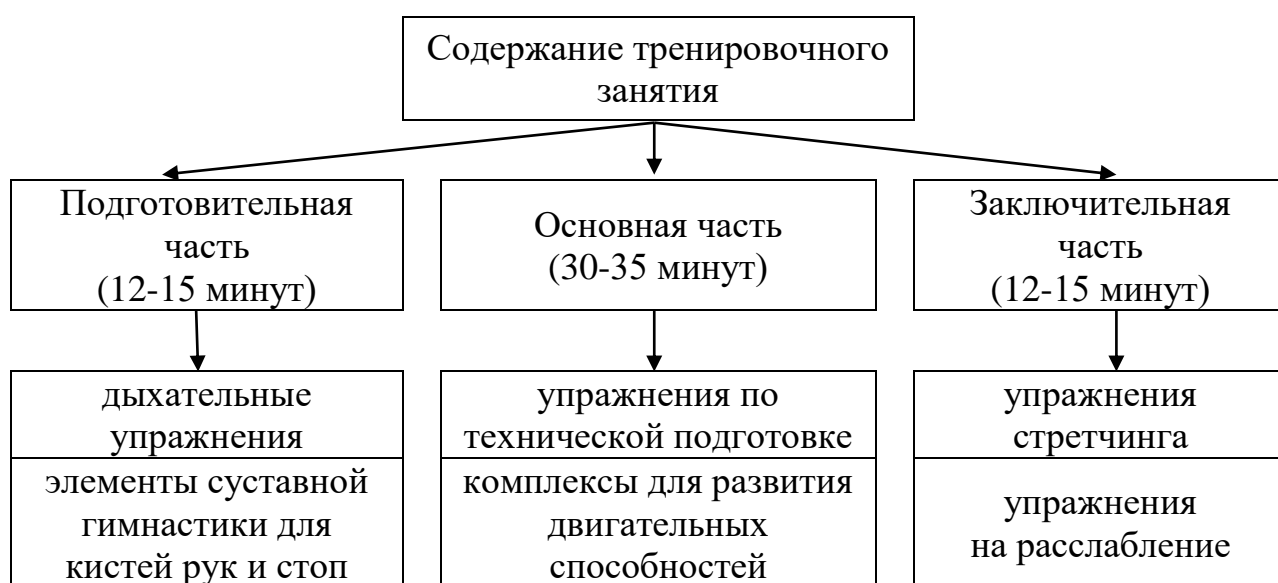 Содержание тренировочного
занятия
Подготовительная
часть
(12-15 минут)
Основная часть
(30-35 минут)
Заключительная
часть
(12-15 минут)
дыхательные
упражнения
элементы суставной
гимнастики для
кистей рук и стоп
упражнения по
технической подготовке
комплексы для развития
двигательных
способностей
упражнения
стретчинга
упражнения
на расслабление